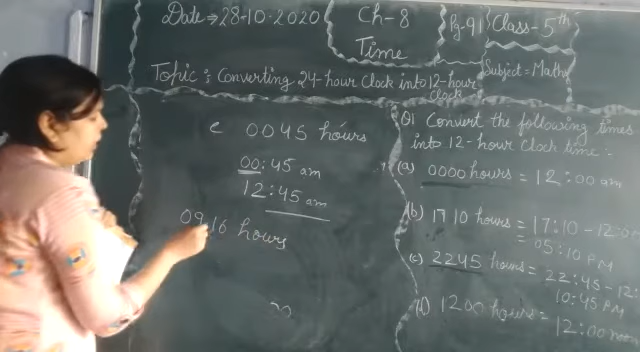 Date ⇒ 28-10-2020
Ch-8
Time
Pg-91
Class-5th
Subject = Maths
Topic : Converting 24-hour Clock into 12-hour
Clock
e 0045 hours
00:45 am
12:45 am
0916 hours
Q1 Convert the following times
into 12-hour Clock time :-
(a) 0000 hours = 12:00 am
(b) 1710 hours = 17:10 - 12:0
= 05:10 PM
(c) 2245 hours = 22:45 - 12:
10:45 PM
(d) 1200 hours =
12:00 noon